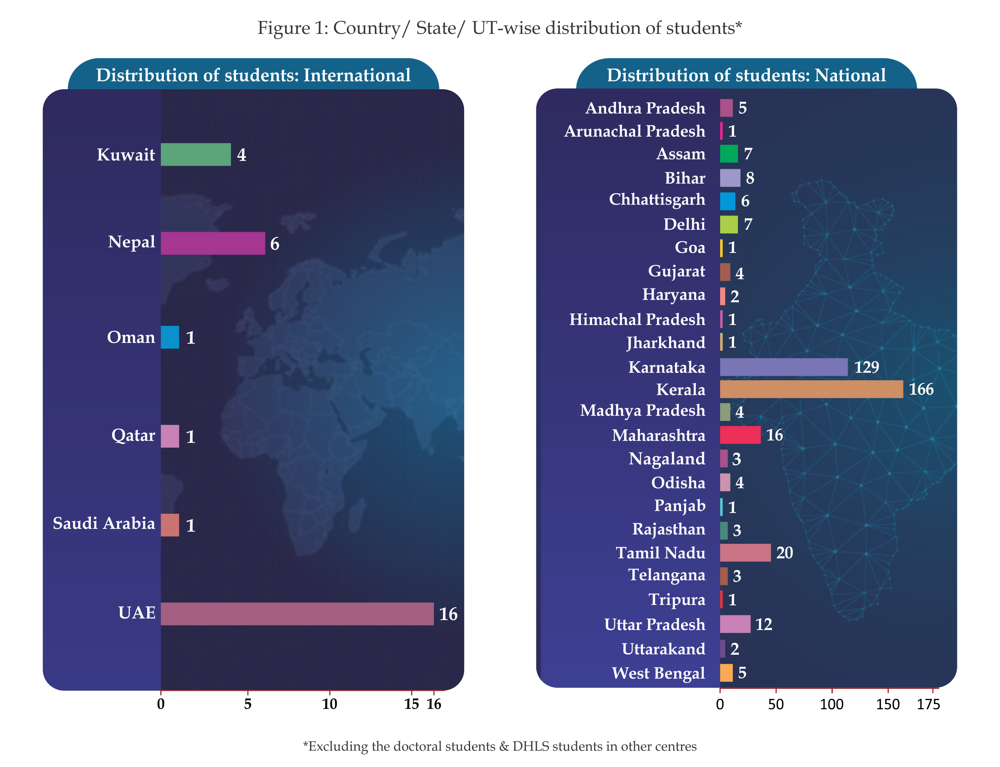 Figure 1: Country/ State/ UT-wise distribution of students*
Distribution of students: International
Kuwait 4
Nepal 6
Oman 1
Qatar 1
Saudi Arabia 1
UAE 16
0 5 10 15 16
Distribution of students: National
Andhra Pradesh 5
Arunachal Pradesh 1
Assam 7
Bihar 8
Chhattisgarh 6
Delhi 7
Goa 1
Gujarat 4
Haryana 2
Himachal Pradesh 1
Jharkhand 1
Karnataka 129
Kerala 166
Madhya Pradesh 4
Maharashtra 16
Nagaland 3
Odisha 4
Panjab 1
Rajasthan 3
Tamil Nadu 20
Telangana 3
Tripura 1
Uttar Pradesh 12
Uttarakand 2
West Bengal 5
0 50 100 150 175
*Excluding the doctoral students & DHLS students in other centres